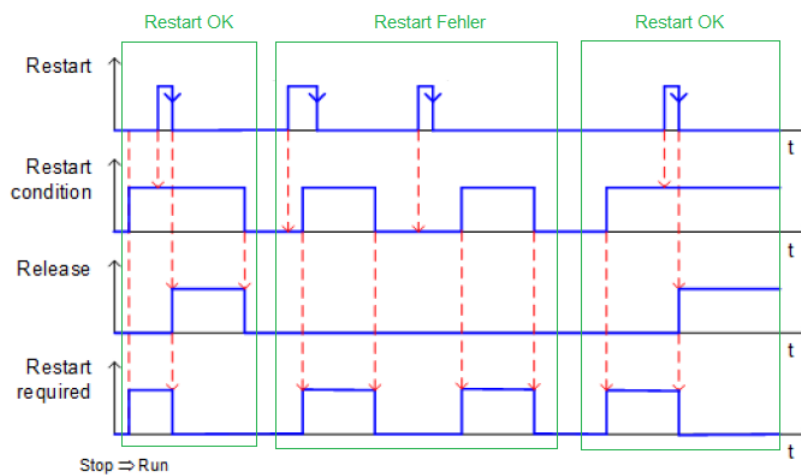 Restart OK
Restart Fehler
Restart OK
Restart
t
Restart
condition
t
Release
t
Restart
required
t
Stop ⇒ Run